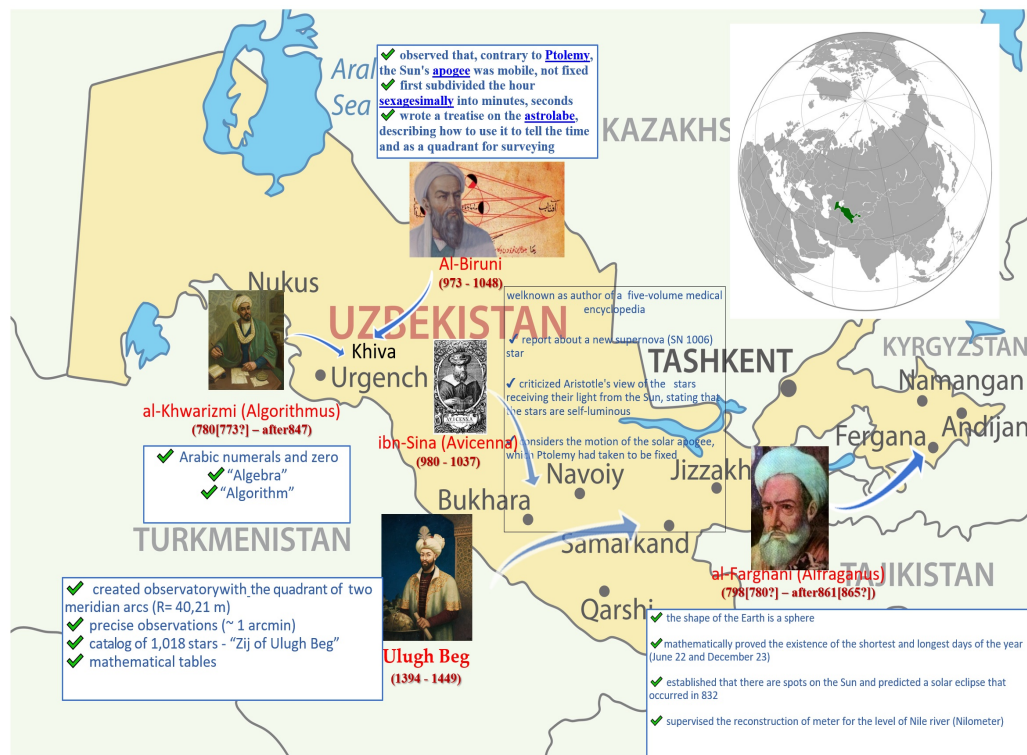 ✔ observed that, contrary to Ptolemy,
the Sun's apogee was mobile, not fixed
✔ first subdivided the hour
sexagesimally into minutes, seconds
✔ wrote a treatise on the astrolabe,
describing how to use it to tell the time
and as a quadrant for surveying
Aral
Sea
KAZAKHS
Al-Biruni
(973 - 1048)
Nukus
UZBEKISTAN
Khiva
Urgench
al-Khwarizmi (Algorithmus)
(780[773?] – after847)
✔ Arabic numerals and zero
✔ “Algebra”
✔ “Algorithm”
welknown as author of a five-volume medical
encyclopedia
✔ report about a new supernova (SN 1006)
star
✔ criticized Aristotle's view of the stars
receiving their light from the Sun, stating that
the stars are self-luminous
✔ considers the motion of the solar apogee,
which Ptolemy had taken to be fixed
AVICENNA
ibn-Sina (Avicenna)
(980 - 1037)
TASHKENT
KYRGYZSTAN
Namangan
Andijan
Fergana
Navoiy
Jizzakh
Bukhara
Samarkand
Qarshi
TURKMENISTAN
TAJIKISTAN
al-Farghani (Alfraganus)
(798[780?] – after861[865?])
✔ created observatorywith the quadrant of two
meridian arcs (R= 40,21 m)
✔ precise observations (~ 1 arcmin)
✔ catalog of 1,018 stars - “Zij of Ulugh Beg”
✔ mathematical tables
Ulugh Beg
(1394 - 1449)
✔ the shape of the Earth is a sphere
✔ mathematically proved the existence of the shortest and longest days of the year
(June 22 and December 23)
✔ established that there are spots on the Sun and predicted a solar eclipse that
occurred in 832
✔ supervised the reconstruction of meter for the level of Nile river (Nilometer)